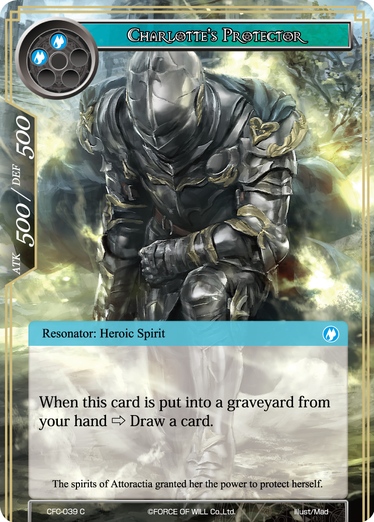 Charlotte's Protector
ATK 500 / DEF 500
Resonator: Heroic Spirit
When this card is put into a graveyard from
your hand ⇨ Draw a card.
The spirits of Attoractia granted her the power to protect herself.
CFC-039 C ©FORCE OF WILL Co.,Ltd. Illust/Mad